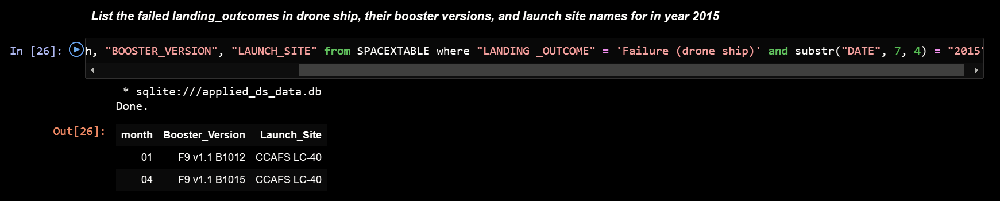 List the failed landing_outcomes in drone ship, their booster versions, and launch site names for in year 2015
In [26]: h, "BOOSTER_VERSION", "LAUNCH_SITE" from SPACEXTABLE where "LANDING _OUTCOME" = 'Failure (drone ship)' and substr("DATE", 7, 4) = "2015"
* sqlite:///applied_ds_data.db
Done.
Out[26]:
month Booster_Version Launch_Site
01 F9 v1.1 B1012 CCAFS LC-40
04 F9 v1.1 B1015 CCAFS LC-40